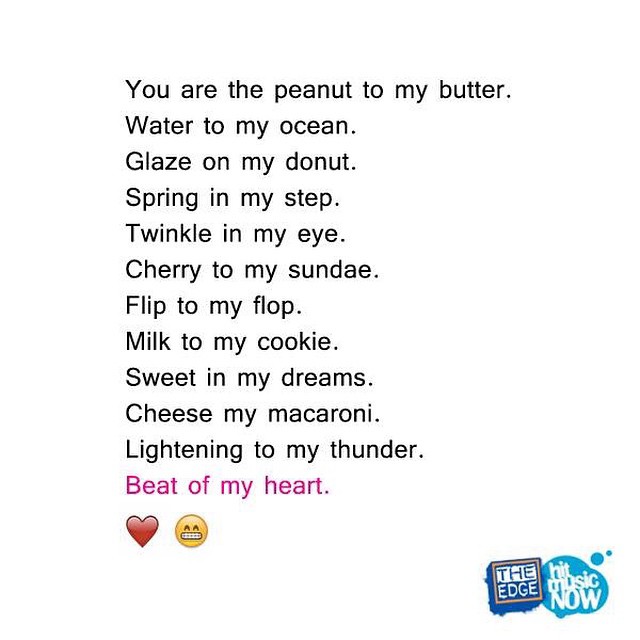 You are the peanut to my butter.
Water to my ocean.
Glaze on my donut.
Spring in my step.
Twinkle in my eye.
Cherry to my sundae.
Flip to my flop.
Milk to my cookie.
Sweet in my dreams.
Cheese my macaroni.
Lightening to my thunder.
Beat of my heart.
THE EDGE
hit music NOW